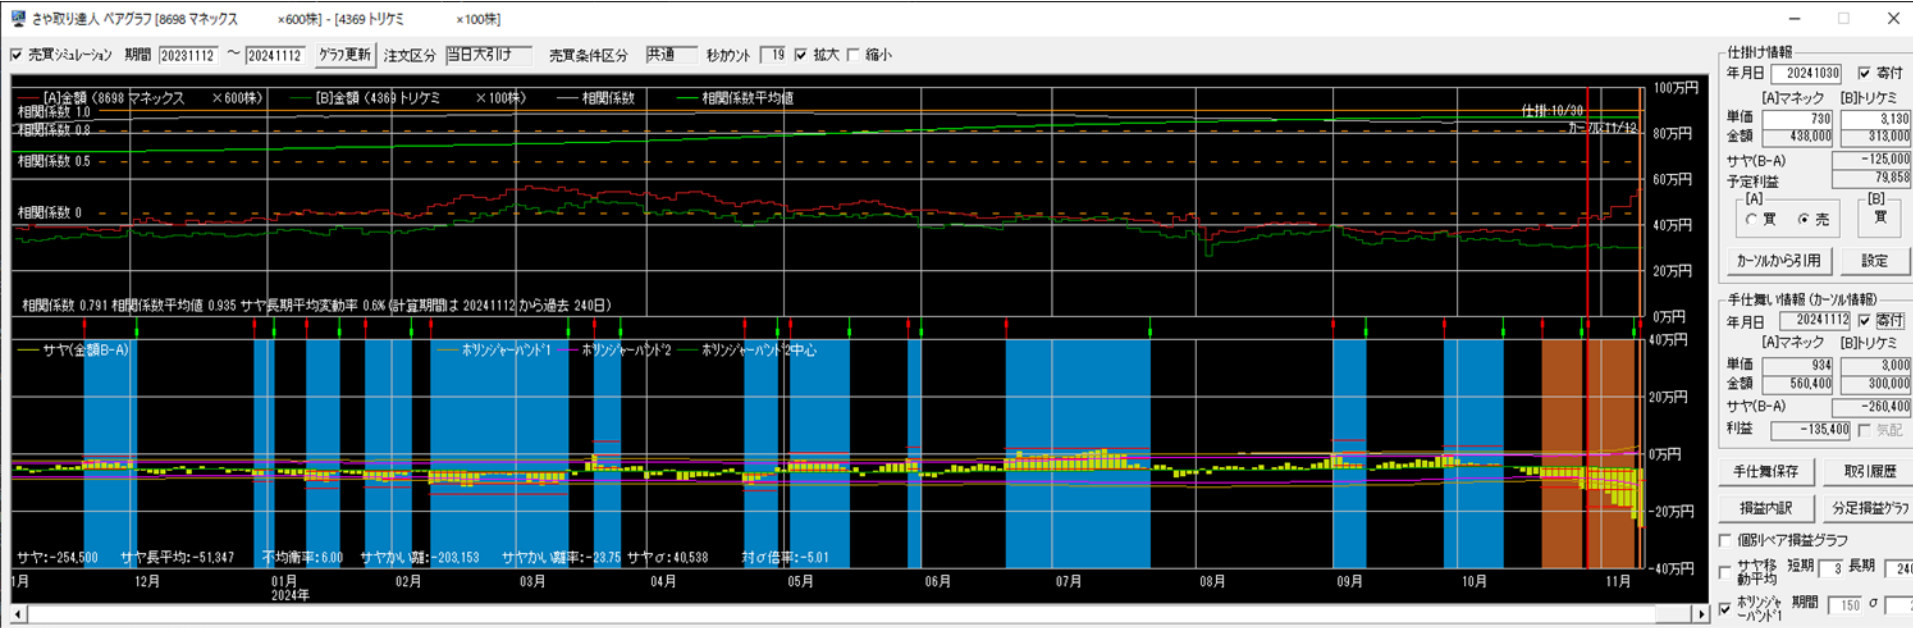 さや取り達人 ペアグラフ [8698 マネックス ×600株] - [4369 トリケミ ×100株]
売買シミュレーション 期間 20231112 ～ 20241112 グラフ更新 注文区分 当日大引け 売買条件区分 共通 秒カウント 19 拡大 縮小
[A]金額（8698 マネックス ×600株） [B]金額（4369 トリケミ ×100株） 相関係数 相関係数平均値
相関係数 1.0
相関係数 0.8
相関係数 0.5
相関係数 0
仕掛:10/30
カーソル:11/12
100万円
80万円
60万円
40万円
20万円
0万円
相関係数 0.791 相関係数平均値 0.935 サヤ長期平均変動率 0.6% (計算期間は 20241112 から過去 240日)
サヤ(金額B-A) ボリンジャーバンド1 ボリンジャーバンド2 ボリンジャーバンド2中心
40万円
20万円
0万円
-20万円
-40万円
サヤ:-254,500 サヤ長平均:-51,347 不均衡率:6.00 サヤかい離:-203,153 サヤかい離率:-23.75 サヤσ:40,538 対σ倍率:-5.01
1月 12月 01月 02月 03月 04月 05月 06月 07月 08月 09月 10月 11月
2024年
仕掛け情報
年月日 20241030 寄付
[A]マネック [B]トリケミ
単価 730 3,130
金額 438,000 313,000
サヤ(B-A) -125,000
予定利益 79,858
[A] [B]
買 売 買
カーソルから引用 設定
手仕舞い情報 (カーソル情報)
年月日 20241112 寄付
[A]マネック [B]トリケミ
単価 934 3,000
金額 560,400 300,000
サヤ(B-A) -260,400
利益 -135,400 気配
手仕舞保存 取引履歴
損益内訳 分足損益グラフ
個別ペア損益グラフ
サヤ移動平均 短期 3 長期 240
ボリンジャーバンド1 期間 150 σ 2